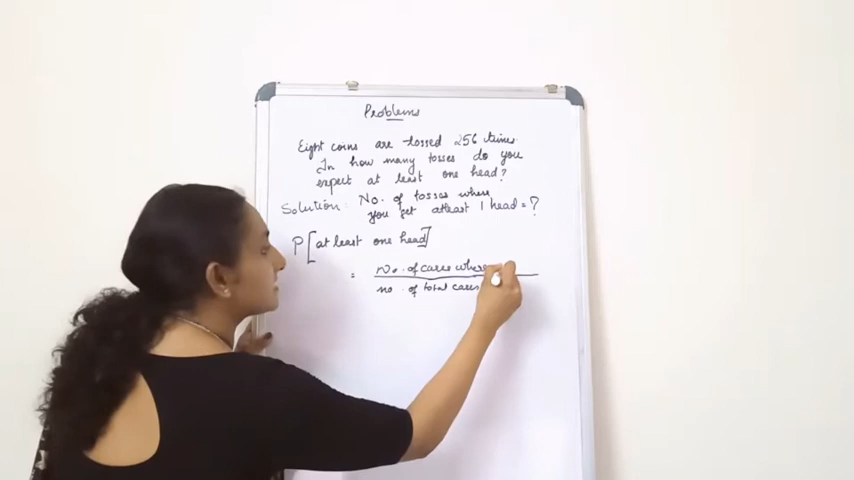 Problems
Eight coins are tossed 256 times
In how many tosses do you
expect at least one head?
Solution: No. of tosses where
you get atleast 1 head = ?
P[at least one head]
= No. of cases where
no. of total cases